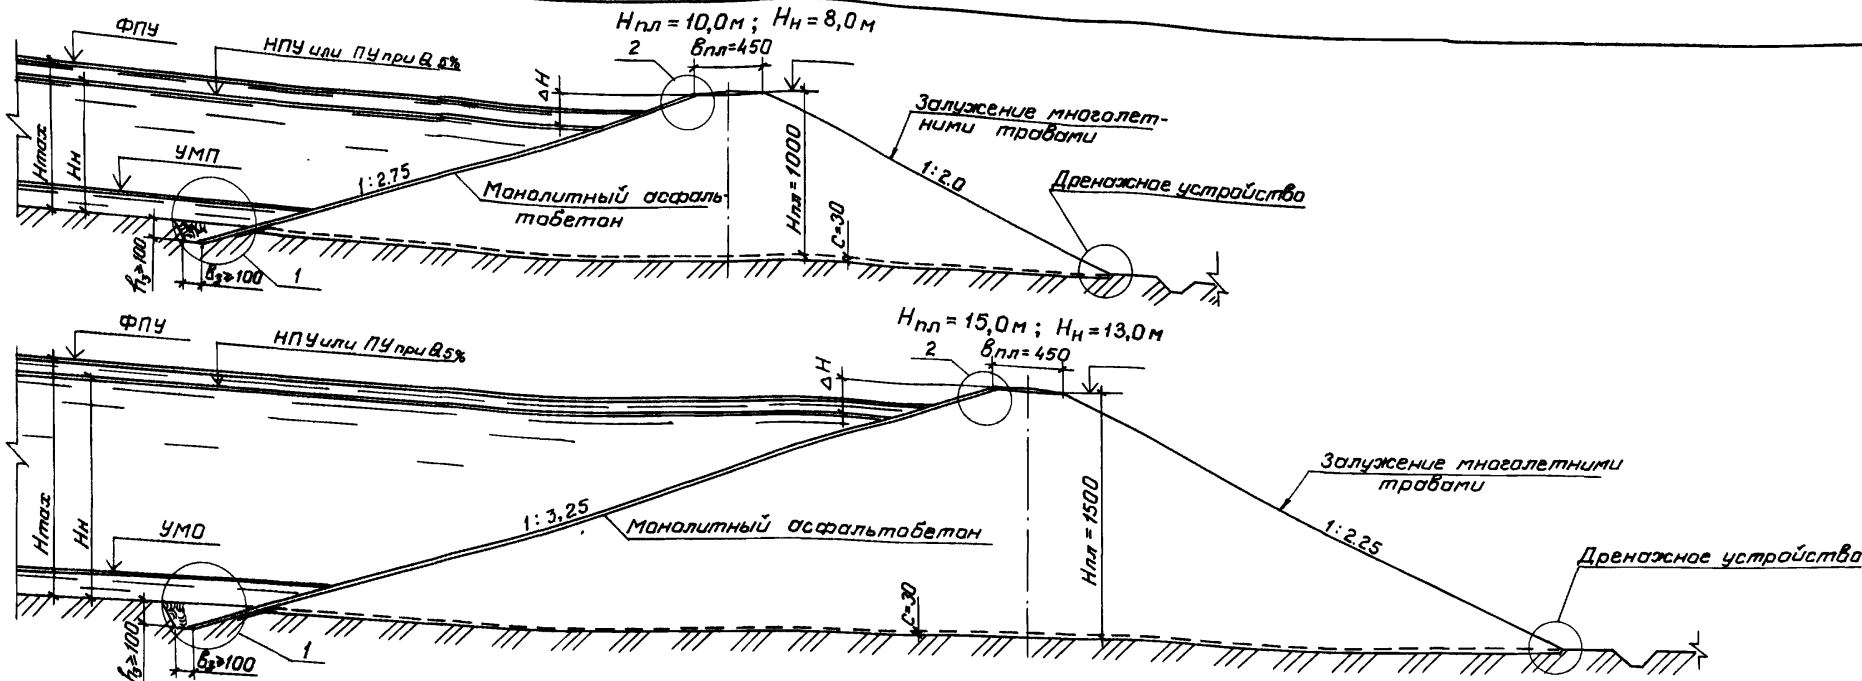 Hпл = 10,0 м ; Hн = 8,0 м
ФПУ
НПУ или ПУ при Q 5%
2
bпл=450
ΔH
Залужение многолет-
ними травами
Hmax
Hн
УМП
1:2.75
Монолитный асфаль-
тобетон
Hпл = 1000
C=30
1:2.0
Дренажное устройство
hз≥100
bз≥100
1
Hпл = 15,0 м ; Hн = 13,0 м
ФПУ
НПУ или ПУ при Q 5%
2
bпл = 450
ΔH
Залужение многолетними
травами
Hmax
Hн
УМО
1:3,25
Монолитный асфальтобетон
Hпл = 1500
C=30
1:2.25
Дренажное устройство
hз≥100
bз≥100
1